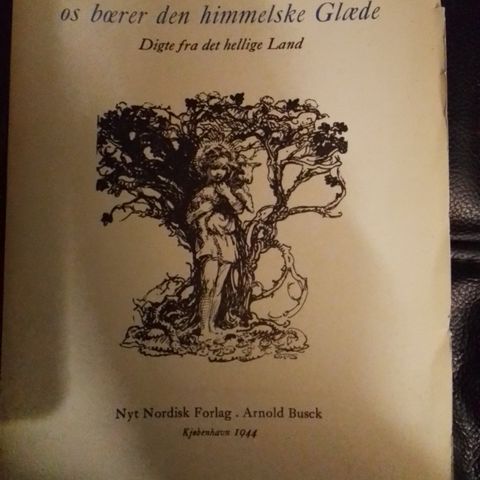 os bærer den himmelske Glæde
Digte fra det hellige Land
Nyt Nordisk Forlag . Arnold Busck
Kjøbenhavn 1944